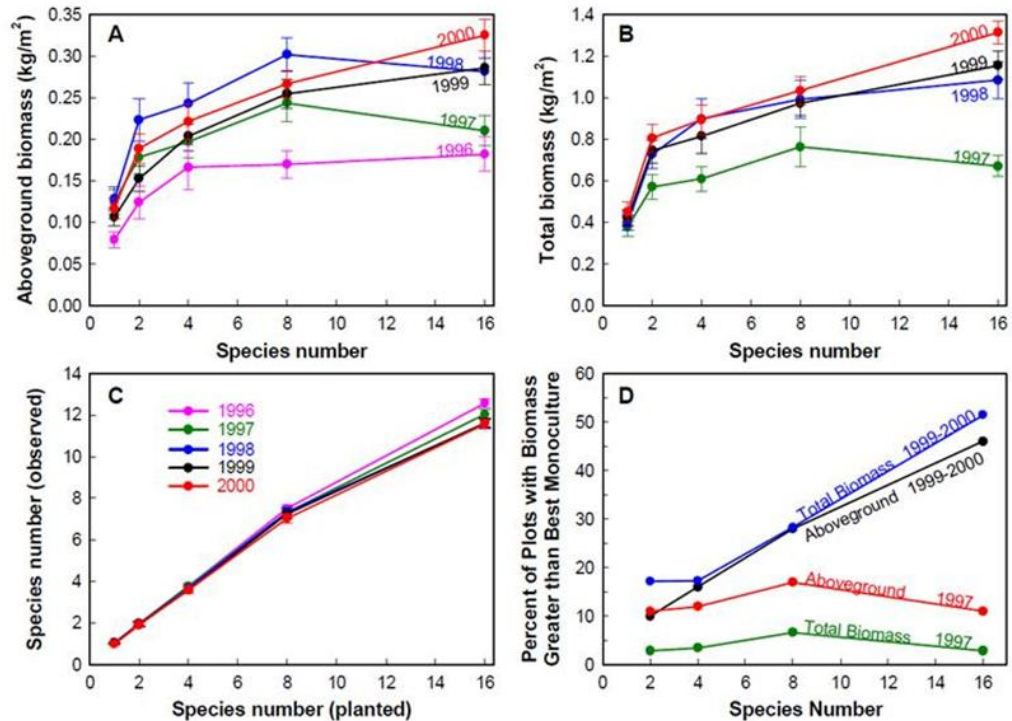 A
Aboveground biomass (kg/m²)
0.35
0.30
0.25
0.20
0.15
0.10
0.05
0.00
2000
1998
1999
1997
1996
0 2 4 6 8 10 12 14 16
Species number
B
Total biomass (kg/m²)
1.4
1.2
1.0
0.8
0.6
0.4
0.2
0.0
2000
1999
1998
1997
0 2 4 6 8 10 12 14 16
Species Number
C
Species number (observed)
14
12
10
8
6
4
2
0
1996
1997
1998
1999
2000
0 2 4 6 8 10 12 14 16
Species number (planted)
D
Percent of Plots with Biomass
Greater than Best Monoculture
60
50
40
30
20
10
0
Total Biomass 1999-2000
Aboveground 1999-2000
Aboveground 1997
Total Biomass 1997
0 2 4 6 8 10 12 14 16
Species Number